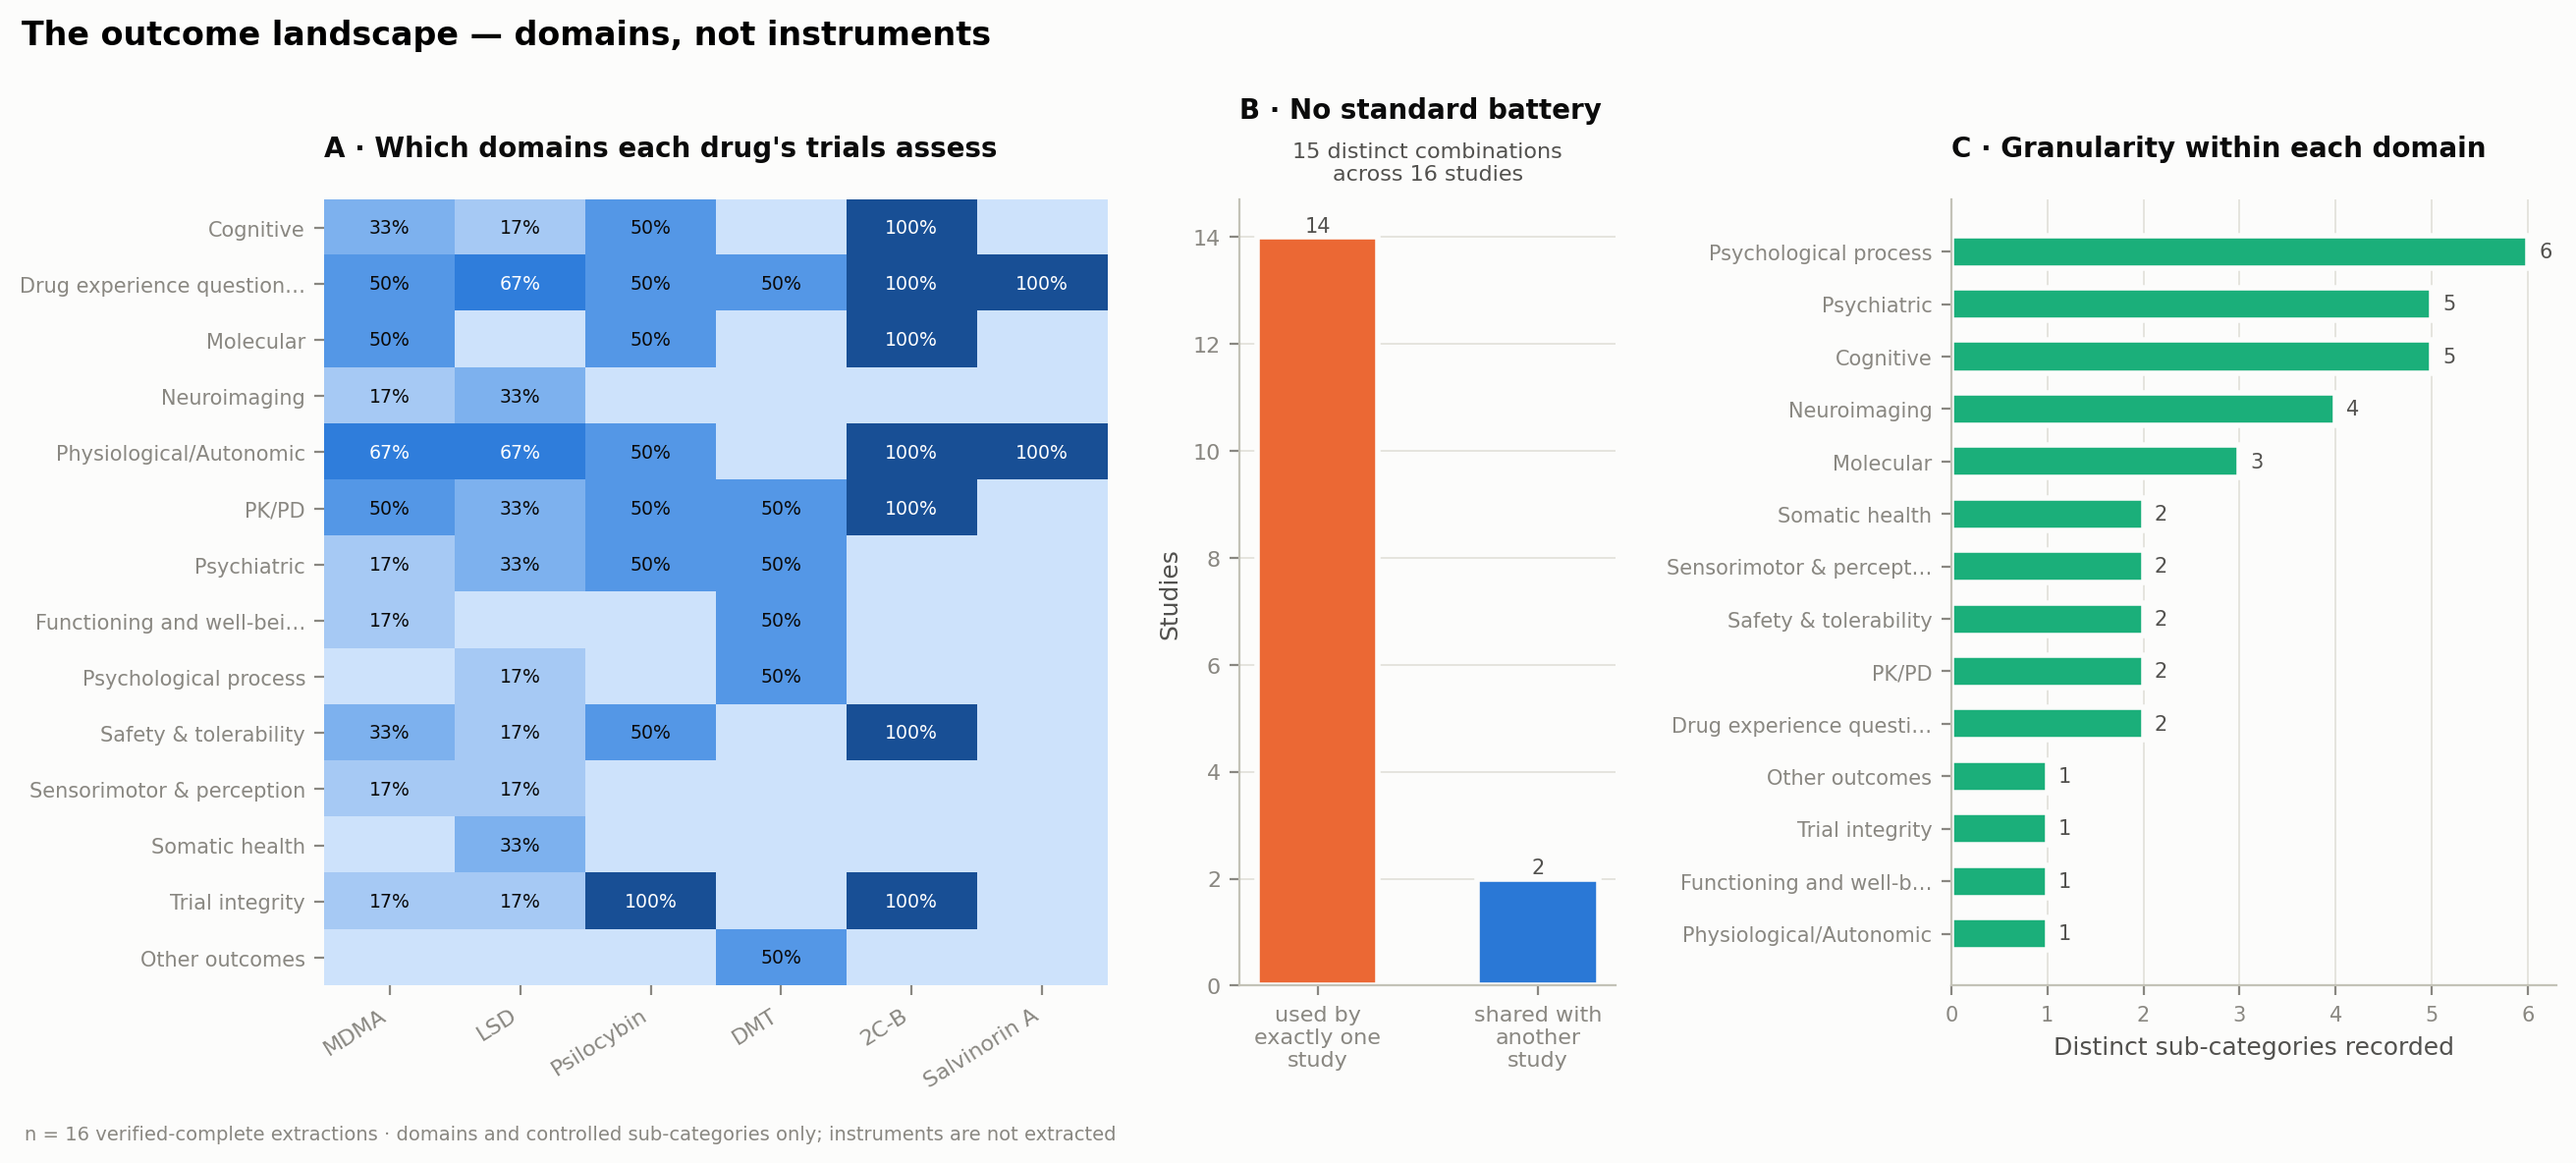 The outcome landscape — domains, not instruments
A · Which domains each drug's trials assess
Cognitive 33% 17% 50% 100%
Drug experience question… 50% 67% 50% 50% 100% 100%
Molecular 50% 50% 100%
Neuroimaging 17% 33%
Physiological/Autonomic 67% 67% 50% 100% 100%
PK/PD 50% 33% 50% 50% 100%
Psychiatric 17% 33% 50% 50%
Functioning and well-bei… 17% 50%
Psychological process 17% 50%
Safety & tolerability 33% 17% 50% 100%
Sensorimotor & perception 17% 17%
Somatic health 33%
Trial integrity 17% 17% 100% 100%
Other outcomes 50%
MDMA LSD Psilocybin DMT 2C-B Salvinorin A
B · No standard battery
15 distinct combinations
across 16 studies
Studies
14
12
10
8
6
4
2
0
14
2
used by
exactly one
study
shared with
another
study
C · Granularity within each domain
Psychological process 6
Psychiatric 5
Cognitive 5
Neuroimaging 4
Molecular 3
Somatic health 2
Sensorimotor & percept… 2
Safety & tolerability 2
PK/PD 2
Drug experience questi… 2
Other outcomes 1
Trial integrity 1
Functioning and well-b… 1
Physiological/Autonomic 1
0 1 2 3 4 5 6
Distinct sub-categories recorded
n = 16 verified-complete extractions · domains and controlled sub-categories only; instruments are not extracted